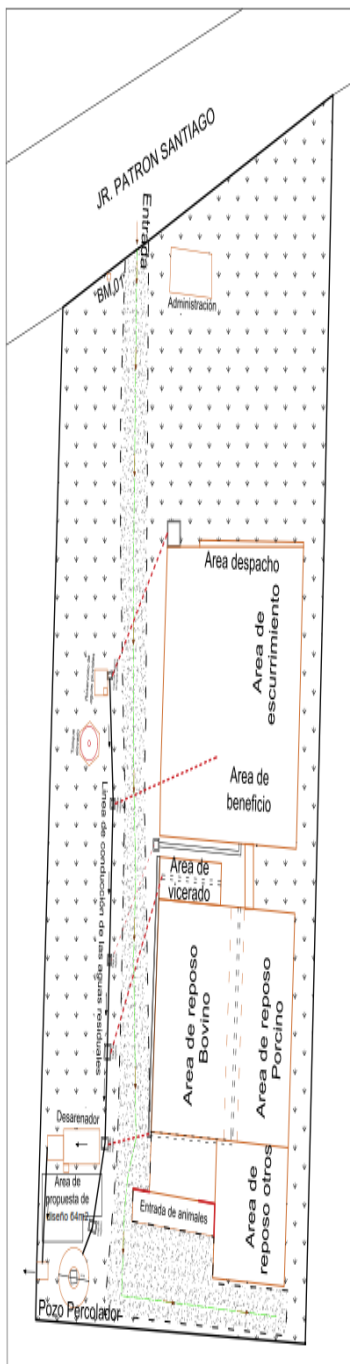 JR. PATRON SANTIAGO
Entrada
BM.01
Administración
Area despacho
Area de
escurrimiento
Area de
beneficio
Area de
vicerado
Linea de conducción de las aguas residuales
Area de reposo
Bovino
Area de reposo
Porcino
Desarenador
Area de
propuesta de
diseño 64m2
Entrada de animales
Area de
reposo otros
Pozo Percolador